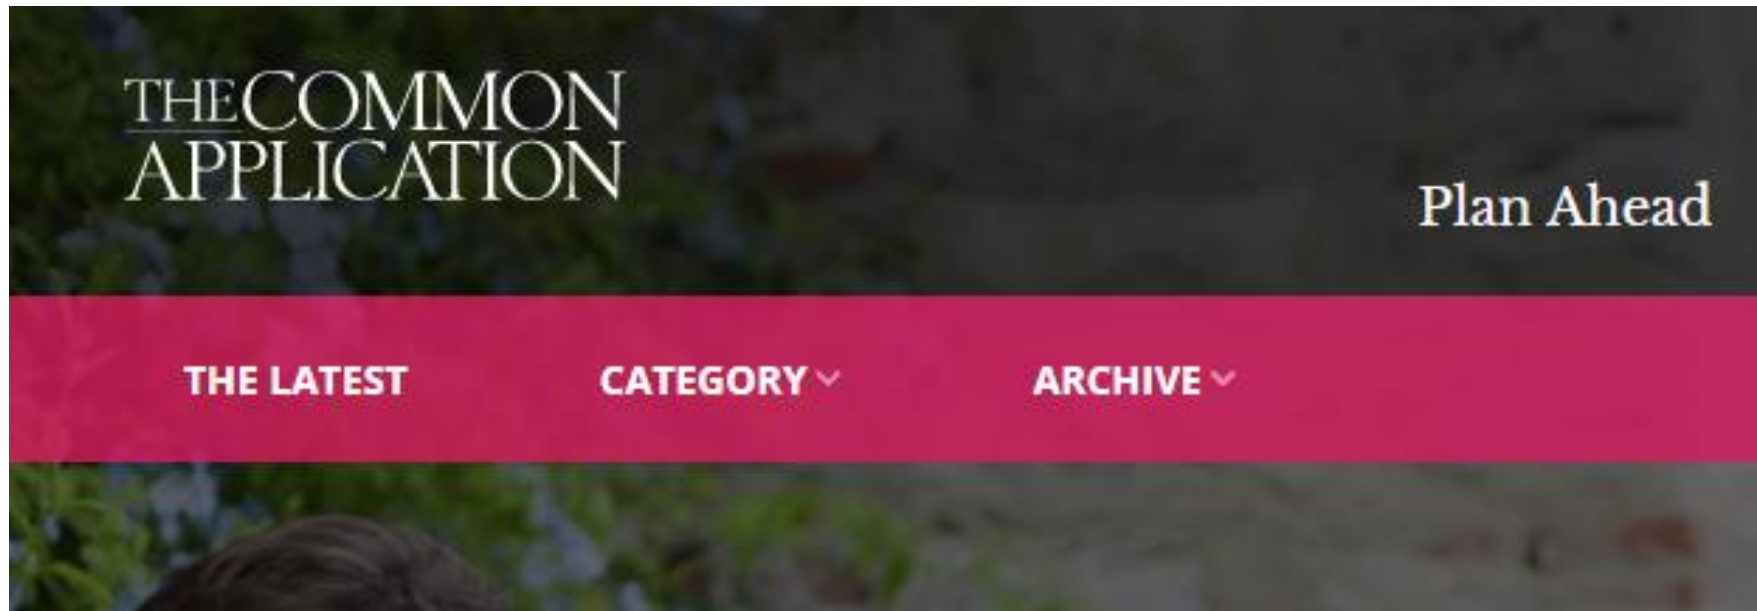 THE COMMON
APPLICATION
Plan Ahead
THE LATEST
CATEGORY
ARCHIVE